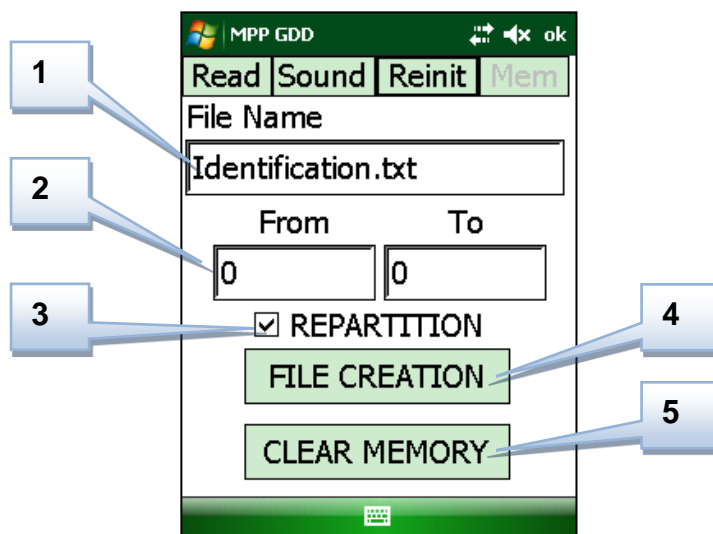 MPP GDD ok
Read Sound Reinit Mem
1
File Name
Identification.txt
2
From To
0 0
3
REPARTITION
4
FILE CREATION
5
CLEAR MEMORY